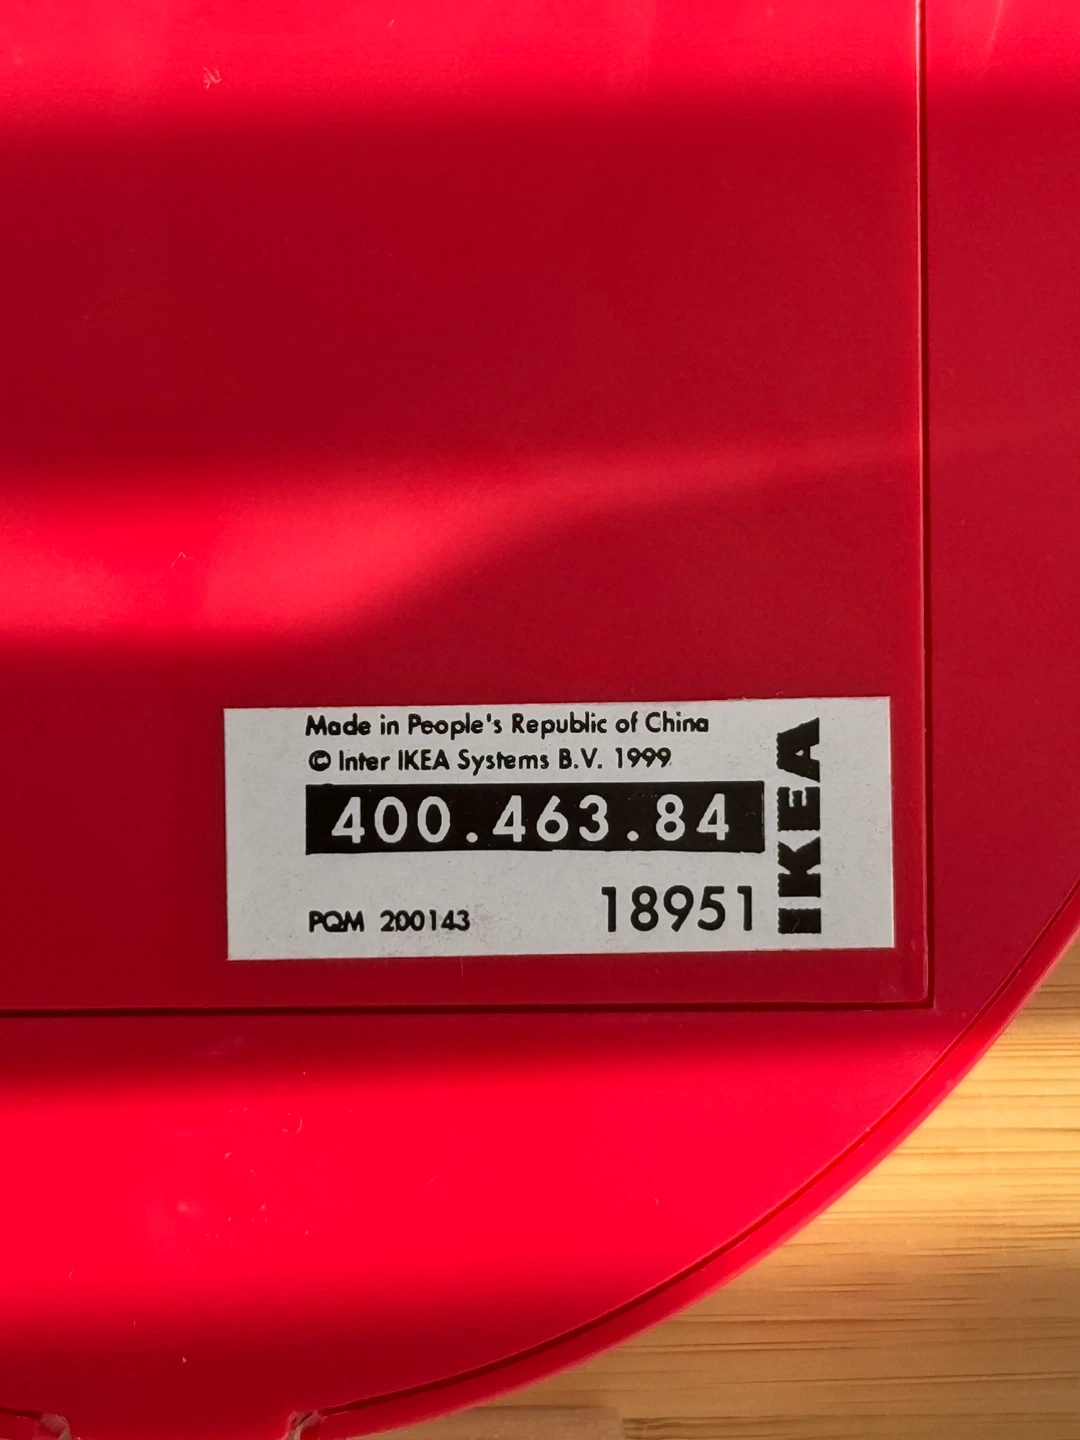 Made in People's Republic of China
© Inter IKEA Systems B.V. 1999
400.463.84
PQM 200143
18951
IKEA